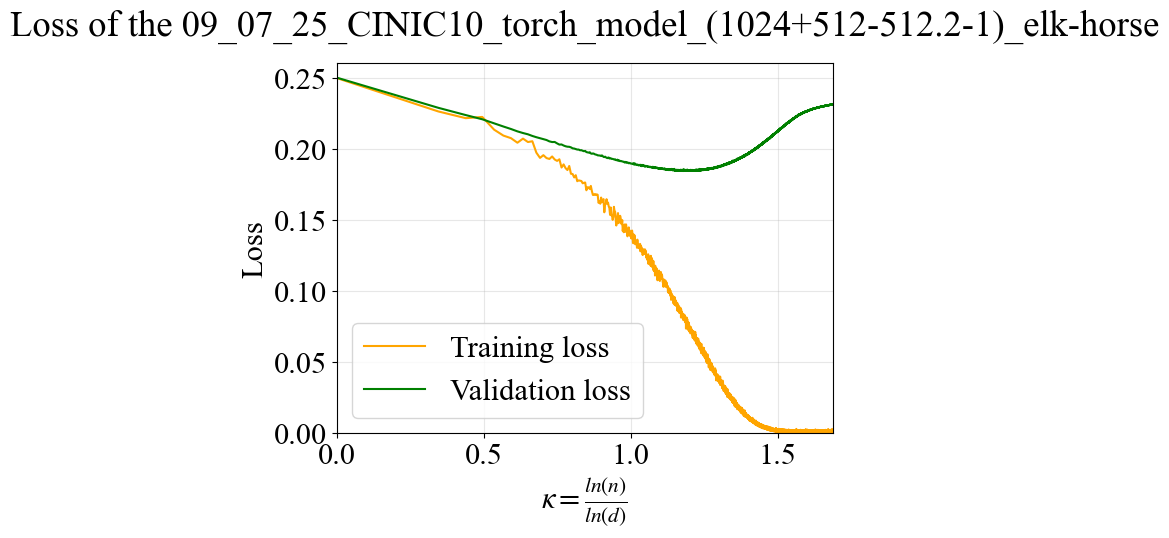 Loss of the 09_07_25_CINIC10_torch_model_(1024+512-512.2-1)_elk-horse
0.25
0.20
0.15
0.10
0.05
0.00
Loss
Training loss
Validation loss
0.0 0.5 1.0 1.5
κ = ln(n)/ln(d)